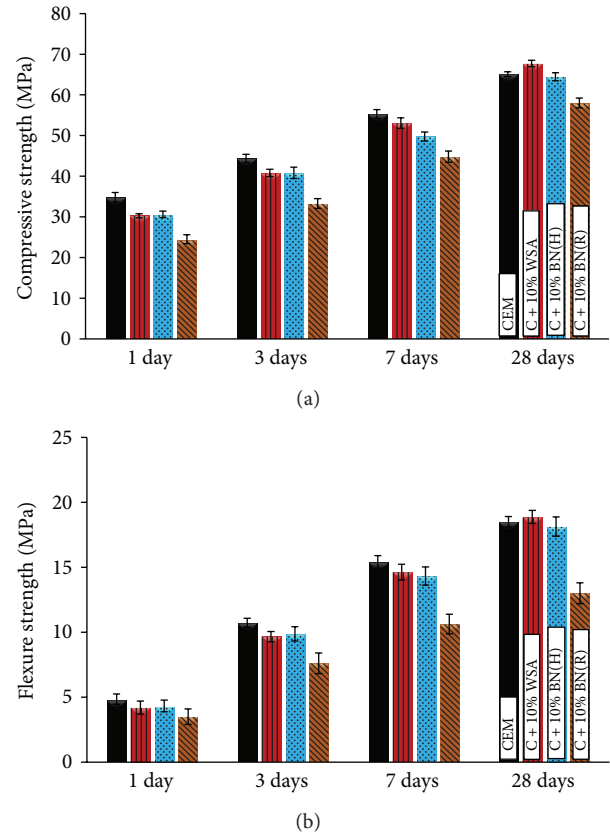 Compressive strength (MPa)
80
70
60
50
40
30
20
10
0
CEM
C + 10% WSA
C + 10% BN(H)
C + 10% BN(R)
1 day
3 days
7 days
28 days
(a)
Flexure strength (MPa)
25
20
15
10
5
0
CEM
C + 10% WSA
C + 10% BN(H)
C + 10% BN(R)
1 day
3 days
7 days
28 days
(b)